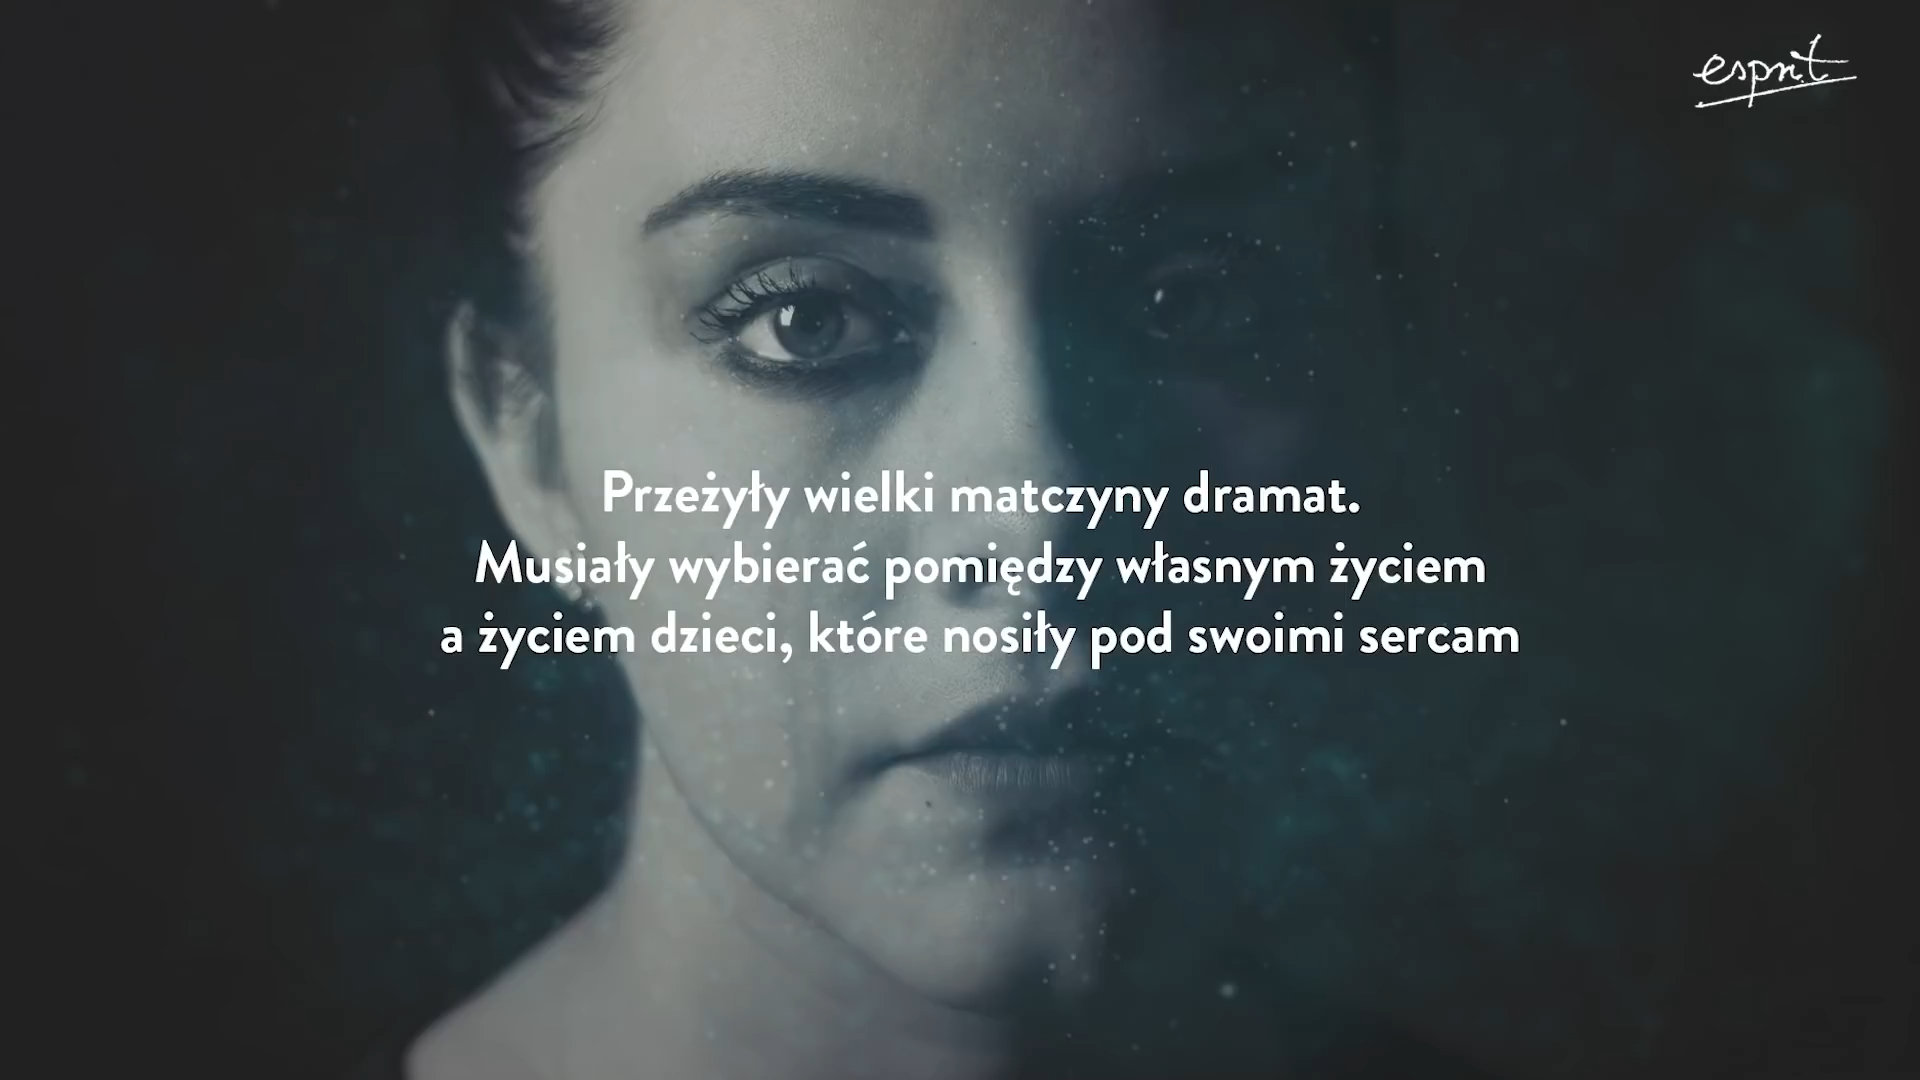 esprit
Przeżyły wielki matczyny dramat.
Musiały wybierać pomiędzy własnym życiem
a życiem dzieci, które nosiły pod swoimi sercam